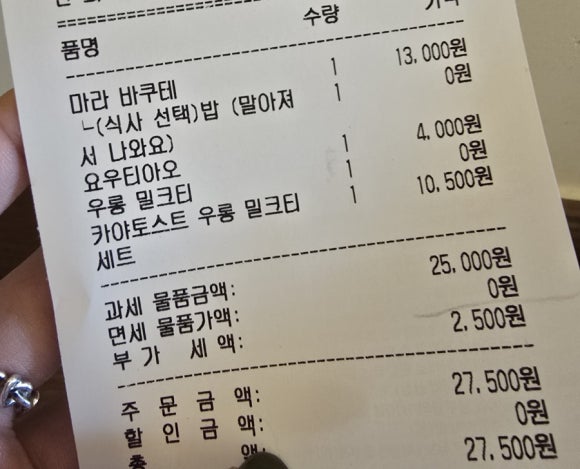 품명 수량
마라 바쿠테 1 13,000원
└(식사 선택)밥 (말아져 1 0원
서 나와요)
요우티아오 1 4,000원
우롱 밀크티 1 0원
카야토스트 우롱 밀크티 1 10,500원
세트
과세 물품금액: 25,000원
면세 물품가액: 0원
부 가 세 액: 2,500원
주 문 금 액: 27,500원
할 인 금 액: 0원
총 액: 27,500원